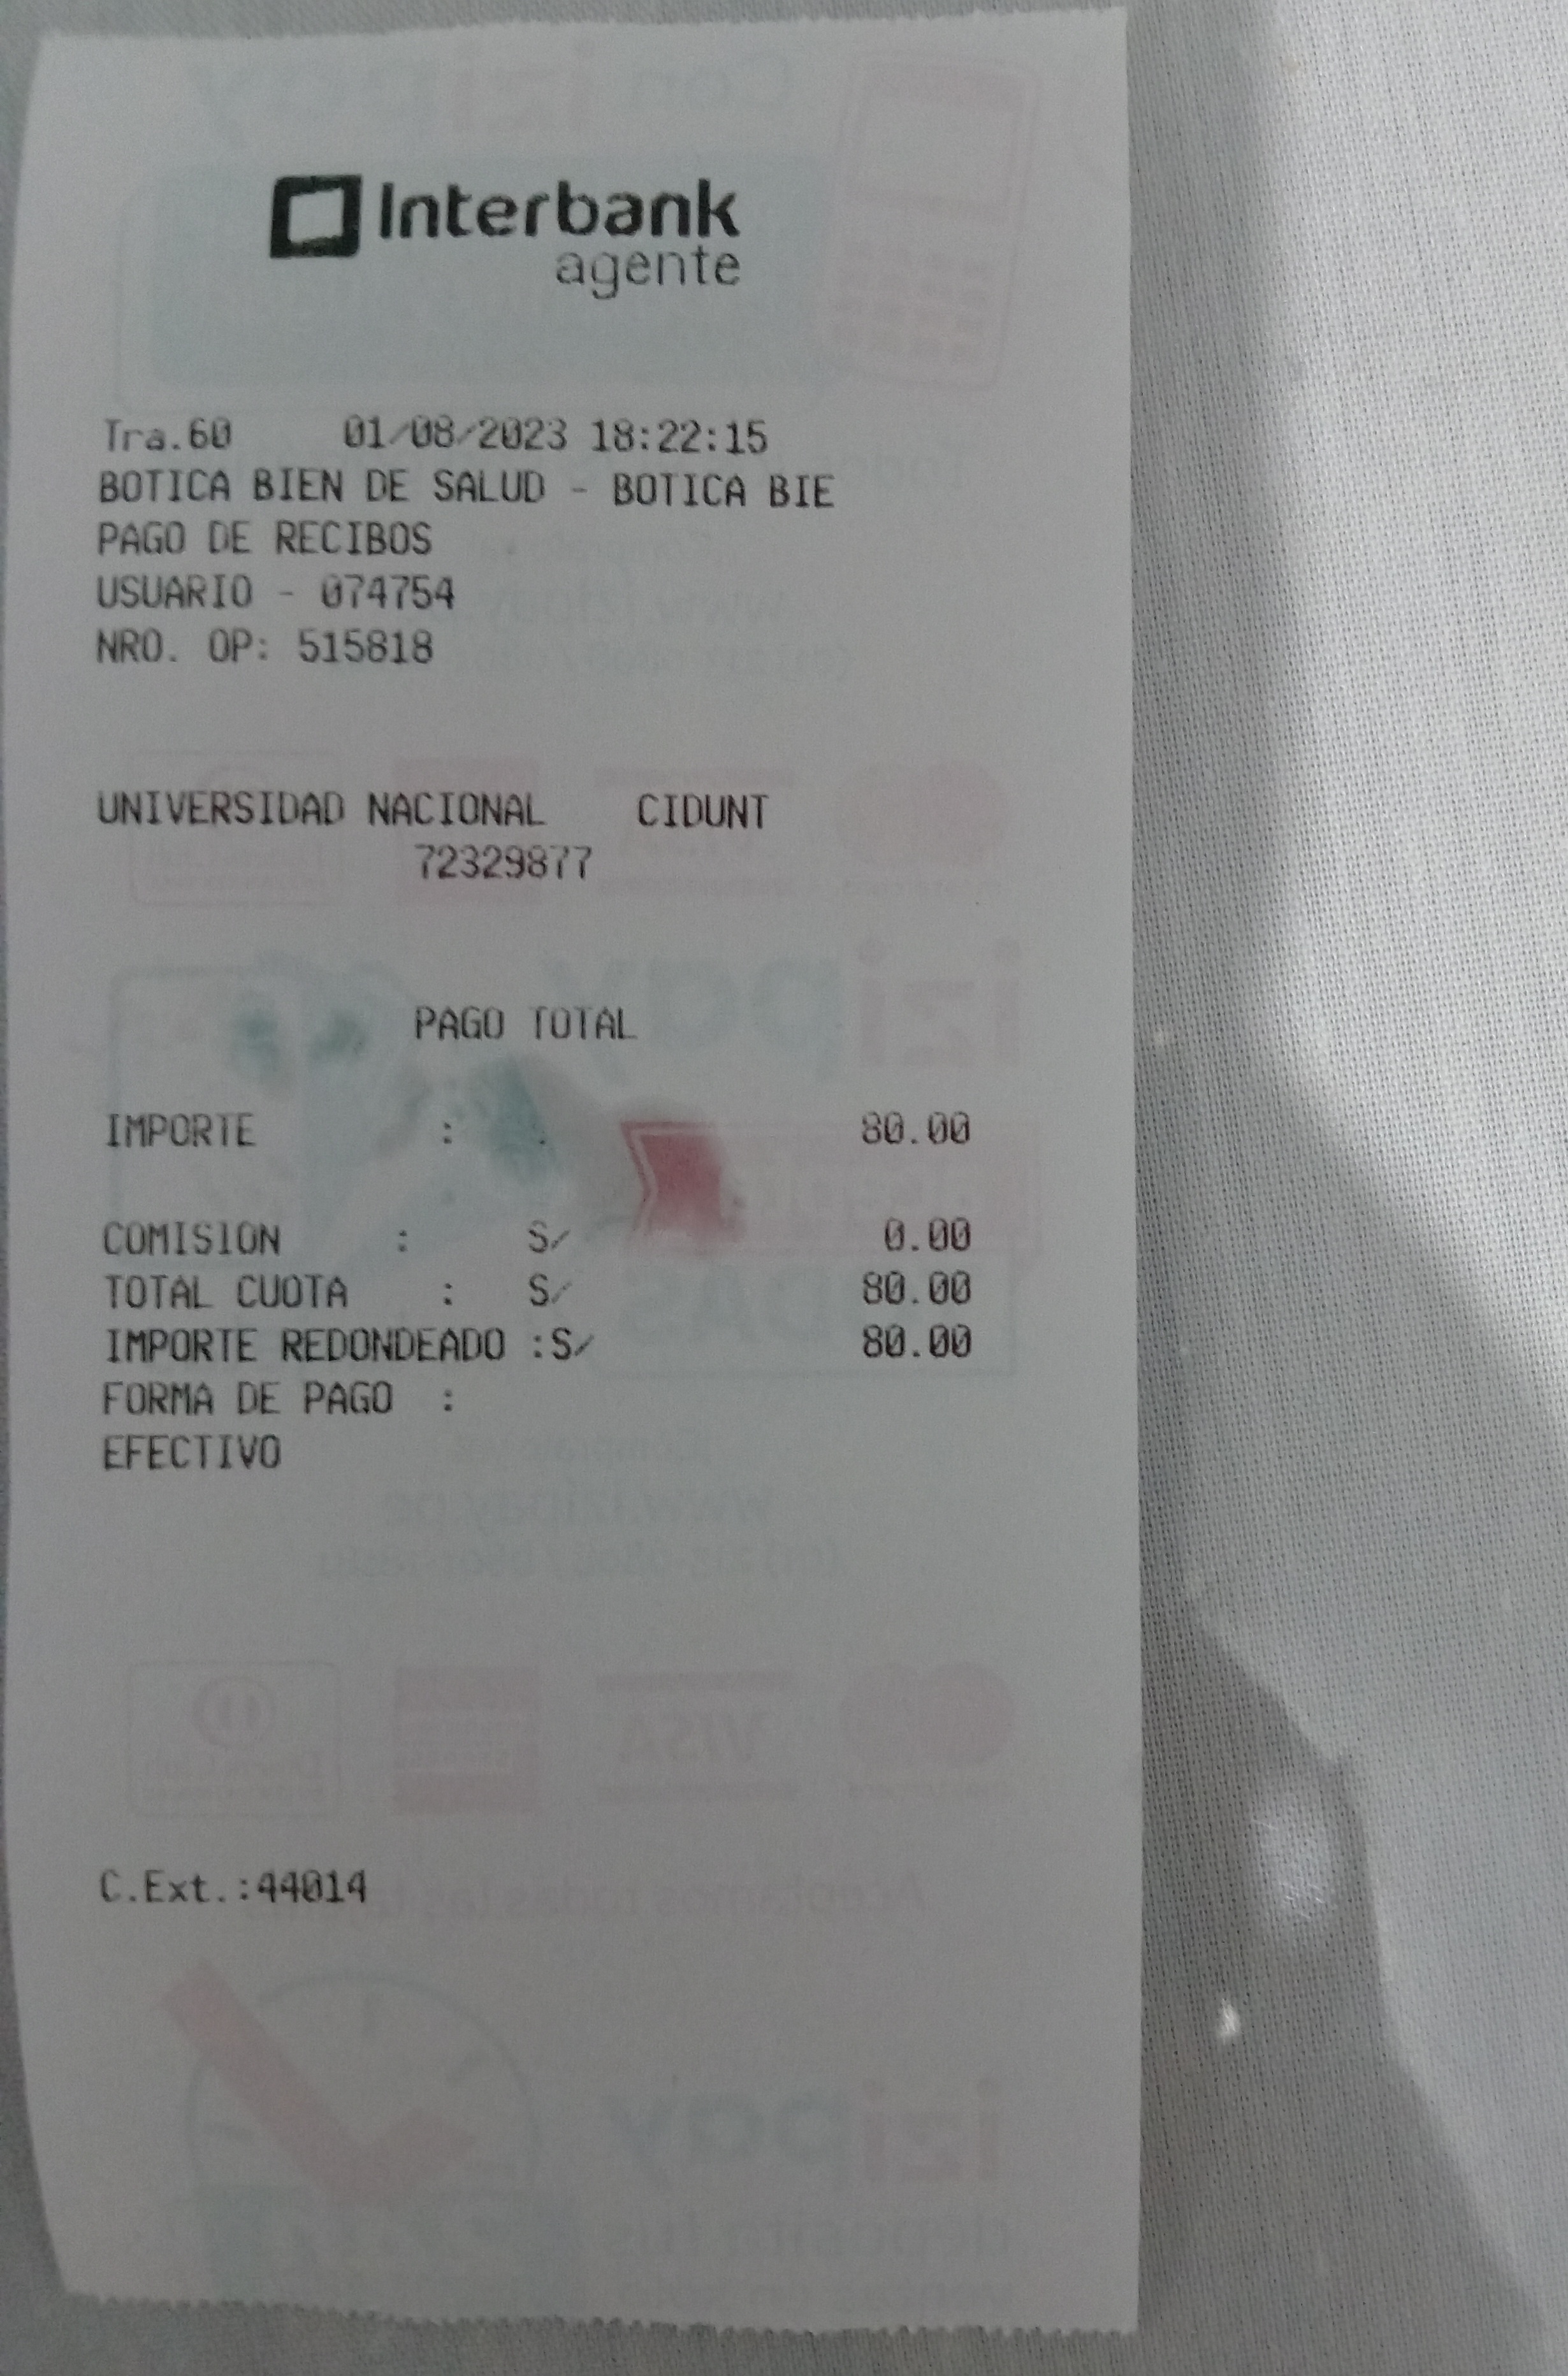 Interbank
agente
Tra.60 01/08/2023 18:22:15
BOTICA BIEN DE SALUD - BOTICA BIE
PAGO DE RECIBOS
USUARIO - 074754
NRO. OP: 515818
UNIVERSIDAD NACIONAL CIDUNT
72329877
PAGO TOTAL
IMPORTE : 80.00
COMISION : S/ 0.00
TOTAL CUOTA : S/ 80.00
IMPORTE REDONDEADO :S/ 80.00
FORMA DE PAGO :
EFECTIVO
C.Ext.:44014